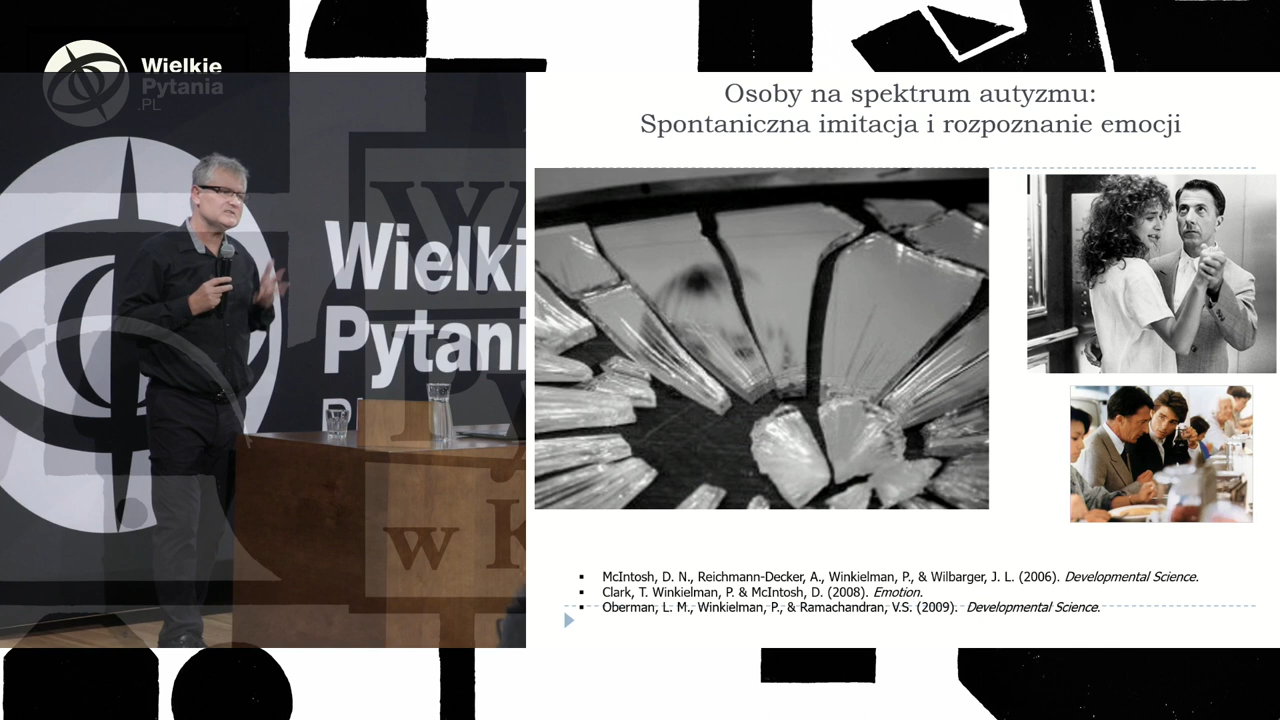 Wielkie
Pytania
.PL
Wielki
Pytani
w K
Osoby na spektrum autyzmu:
Spontaniczna imitacja i rozpoznanie emocji
▪ McIntosh, D. N., Reichmann-Decker, A., Winkielman, P., & Wilbarger, J. L. (2006). Developmental Science.
▪ Clark, T. Winkielman, P. & McIntosh, D. (2008). Emotion.
▪ Oberman, L. M., Winkielman, P., & Ramachandran, V.S. (2009). Developmental Science.